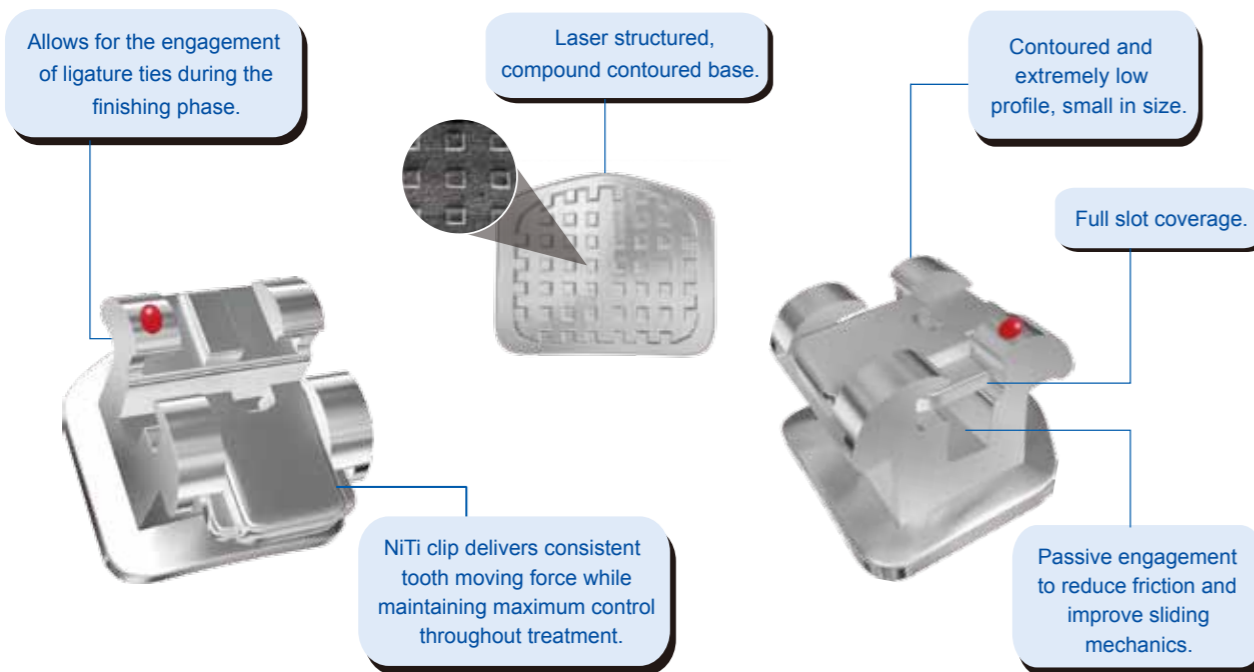 Allows for the engagement
of ligature ties during the
finishing phase.
Laser structured,
compound contoured base.
Contoured and
extremely low
profile, small in size.
Full slot coverage.
NiTi clip delivers consistent
tooth moving force while
maintaining maximum control
throughout treatment.
Passive engagement
to reduce friction and
improve sliding
mechanics.